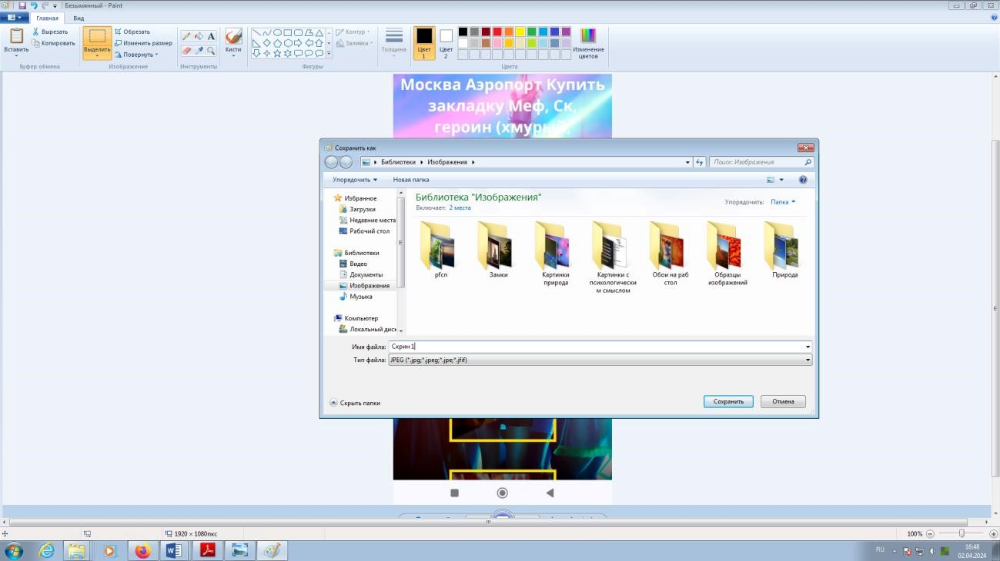 Безымянный - Paint
Главная
Вид
Вставить
Вырезать
Копировать
Буфер обмена
Выделить
Обрезать
Изменить размер
Повернуть
Изображение
Инструменты
Кисти
Фигуры
Контур
Заливка
Толщина
Цвет 1
Цвет 2
Изменение цветов
Цвета
Москва Аэропорт Купить
закладку Меф, Ск,
героин (хмурый,
Сохранить как
Библиотеки
Изображения
Поиск: Изображения
Упорядочить
Новая папка
Избранное
Загрузки
Недавние места
Рабочий стол
Библиотеки
Видео
Документы
Изображения
Музыка
Компьютер
Локальный диск
Библиотека "Изображения"
Включает: 2 места
Упорядочить: Папка
pfcn
Замки
Картинки
природа
Картинки с
психологически
м смыслом
Обои на раб
стол
Образцы
изображений
Природа
Имя файла: Скрин 1
Тип файла: JPEG (*.jpg;*.jpeg;*.jpe;*.jfif)
Скрыть папки
Сохранить
Отмена
1920 × 1080пкс
100%
RU
16:48
02.04.2024